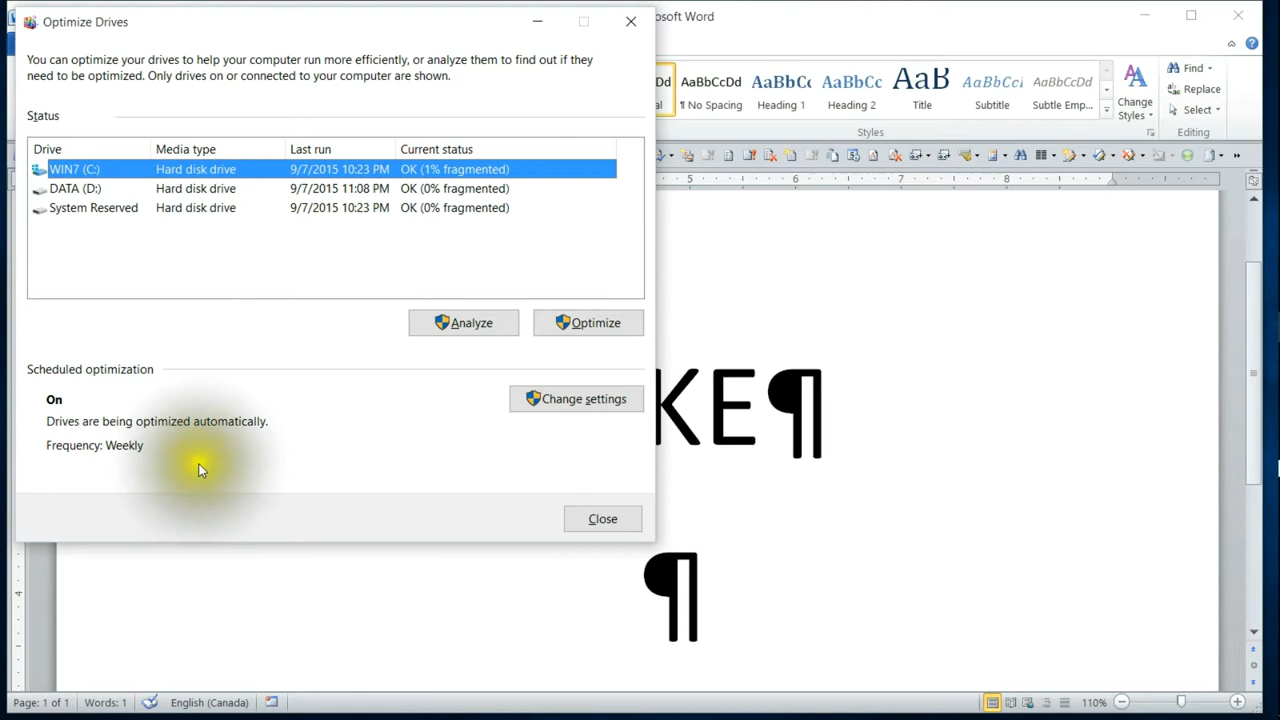 Optimize Drives
osoft Word
You can optimize your drives to help your computer run more efficiently, or analyze them to find out if they
need to be optimized. Only drives on or connected to your computer are shown.
Status
Drive Media type Last run Current status
WIN7 (C:) Hard disk drive 9/7/2015 10:23 PM OK (1% fragmented)
DATA (D:) Hard disk drive 9/7/2015 11:08 PM OK (0% fragmented)
System Reserved Hard disk drive 9/7/2015 10:23 PM OK (0% fragmented)
Analyze Optimize
Scheduled optimization
On
Drives are being optimized automatically.
Frequency: Weekly
Change settings
Close
Dd AaBbCcDd AaBbCc AaBbCc AaB AaBbCcI AaBbCcDd
al ¶ No Spacing Heading 1 Heading 2 Title Subtitle Subtle Emp...
Change
Styles
Styles
Find
Replace
Select
Editing
5 6 7 8
KE¶
¶
4
Page: 1 of 1 Words: 1 English (Canada) 110%